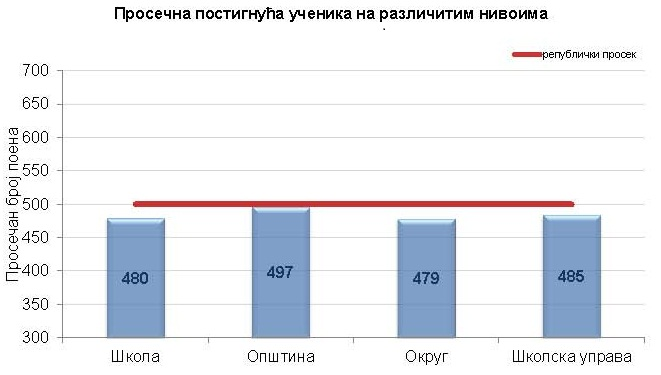 Просечна постигнућа ученика на различитим нивоима
републички просек
Просечан број поена
700
650
600
550
500
450
400
350
300
480
497
479
485
Школа
Општина
Округ
Школска управа